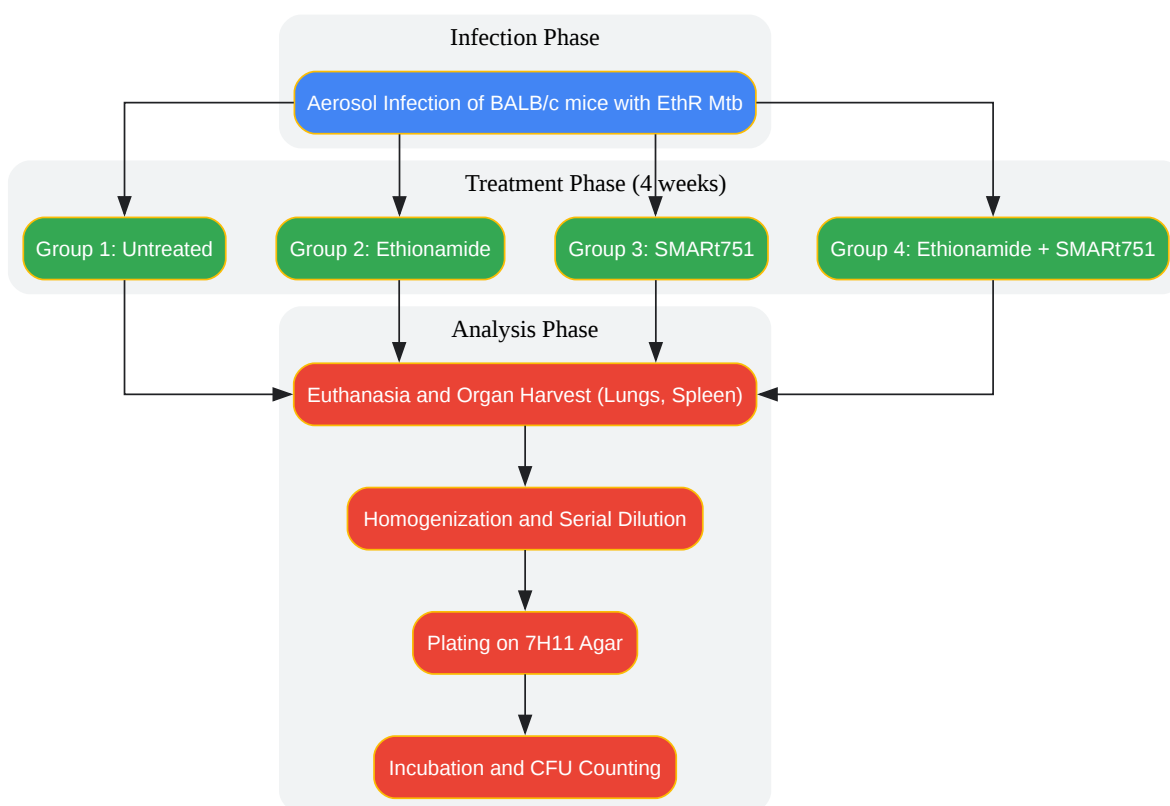 Infection Phase
Aerosol Infection of BALB/c mice with EthR Mtb
Treatment Phase (4 weeks)
Group 1: Untreated
Group 2: Ethionamide
Group 3: SMARt751
Group 4: Ethionamide + SMARt751
Analysis Phase
Euthanasia and Organ Harvest (Lungs, Spleen)
Homogenization and Serial Dilution
Plating on 7H11 Agar
Incubation and CFU Counting